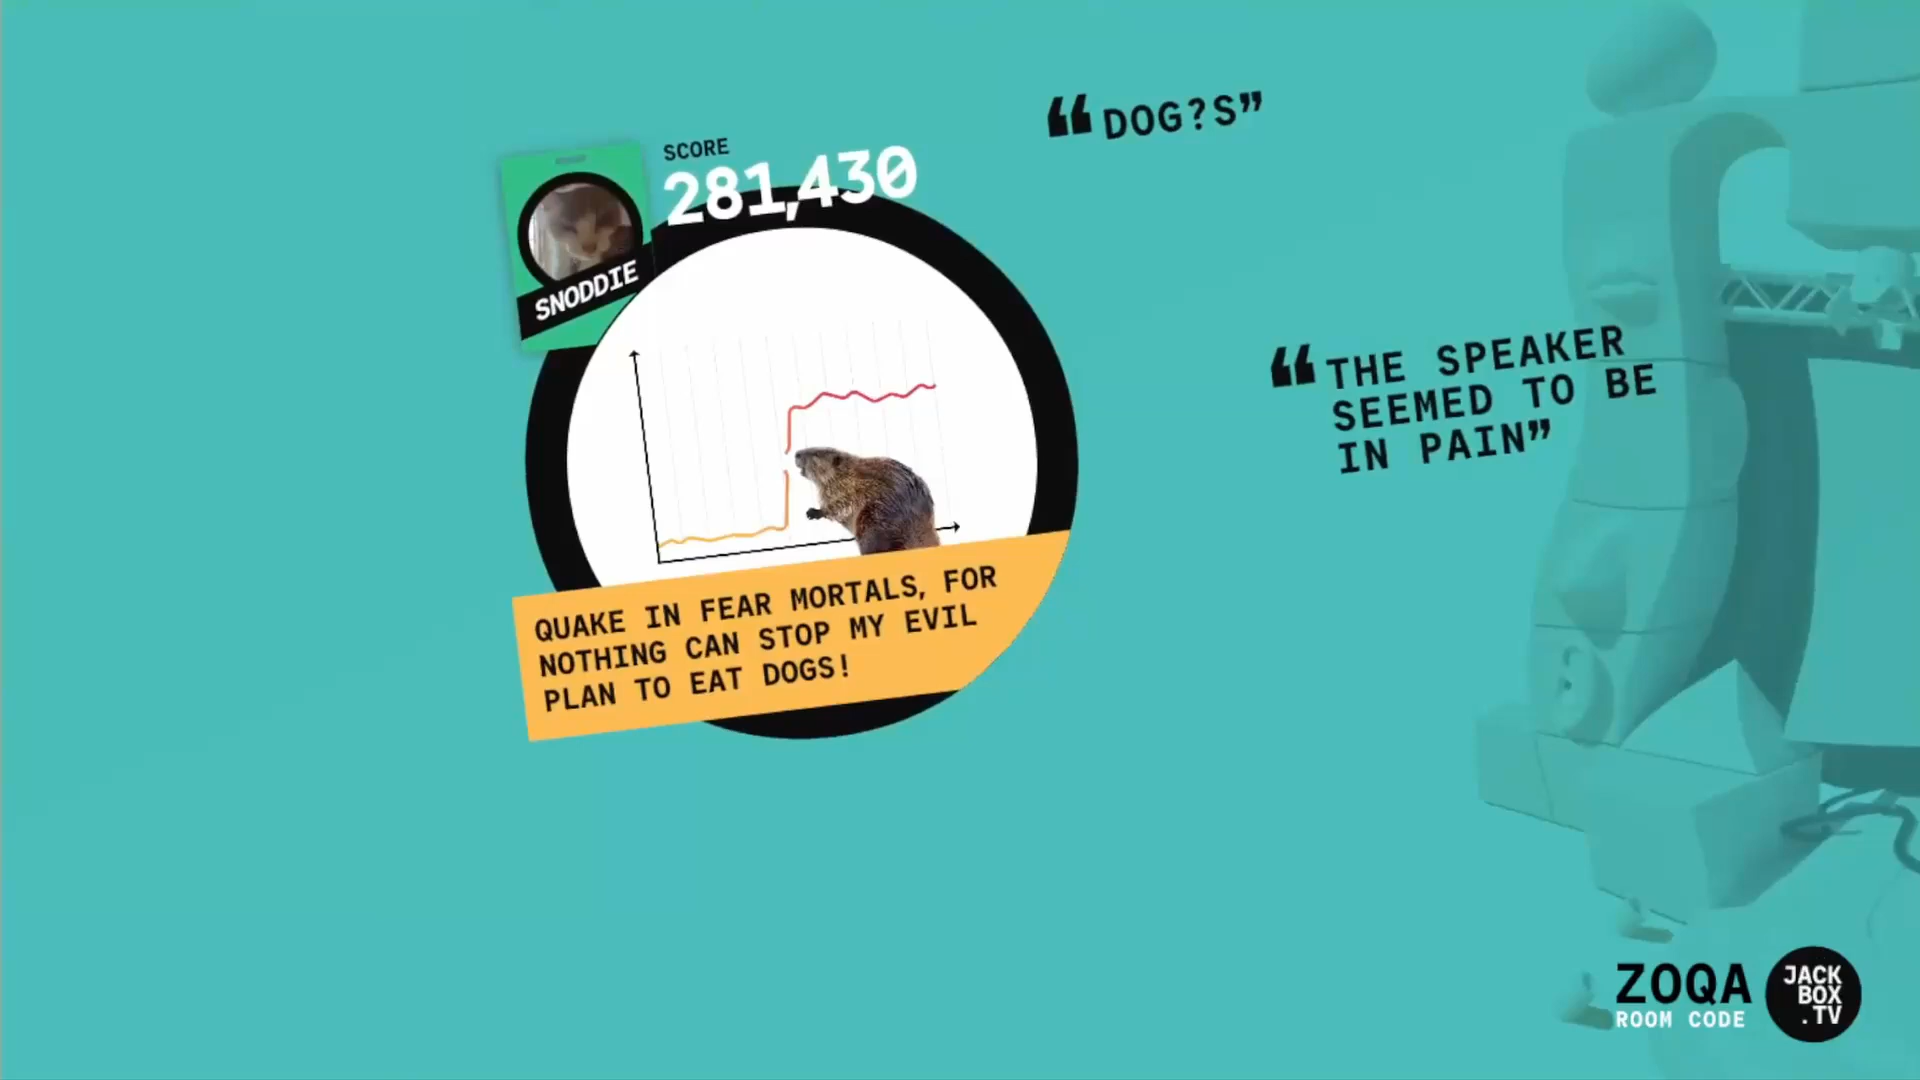 “DOG?S”
SCORE
281,430
SNODDIE
“THE SPEAKER
SEEMED TO BE
IN PAIN”
QUAKE IN FEAR MORTALS, FOR
NOTHING CAN STOP MY EVIL
PLAN TO EAT DOGS!
ZOQA
ROOM CODE
JACK
BOX
.TV